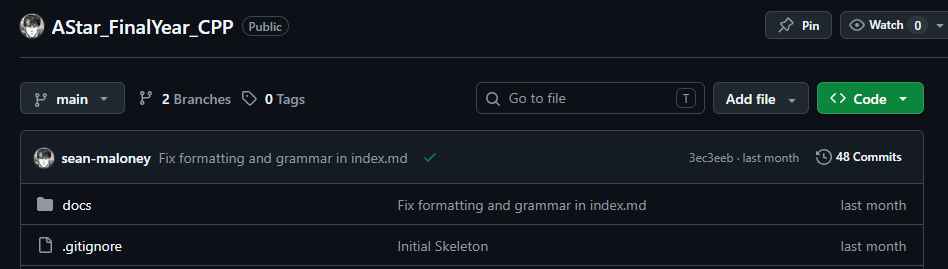 AStar_FinalYear_CPP Public Pin Watch 0
main 2 Branches 0 Tags Go to file T Add file Code
sean-maloney Fix formatting and grammar in index.md 3ec3eeb · last month 48 Commits
docs Fix formatting and grammar in index.md last month
.gitignore Initial Skeleton last month